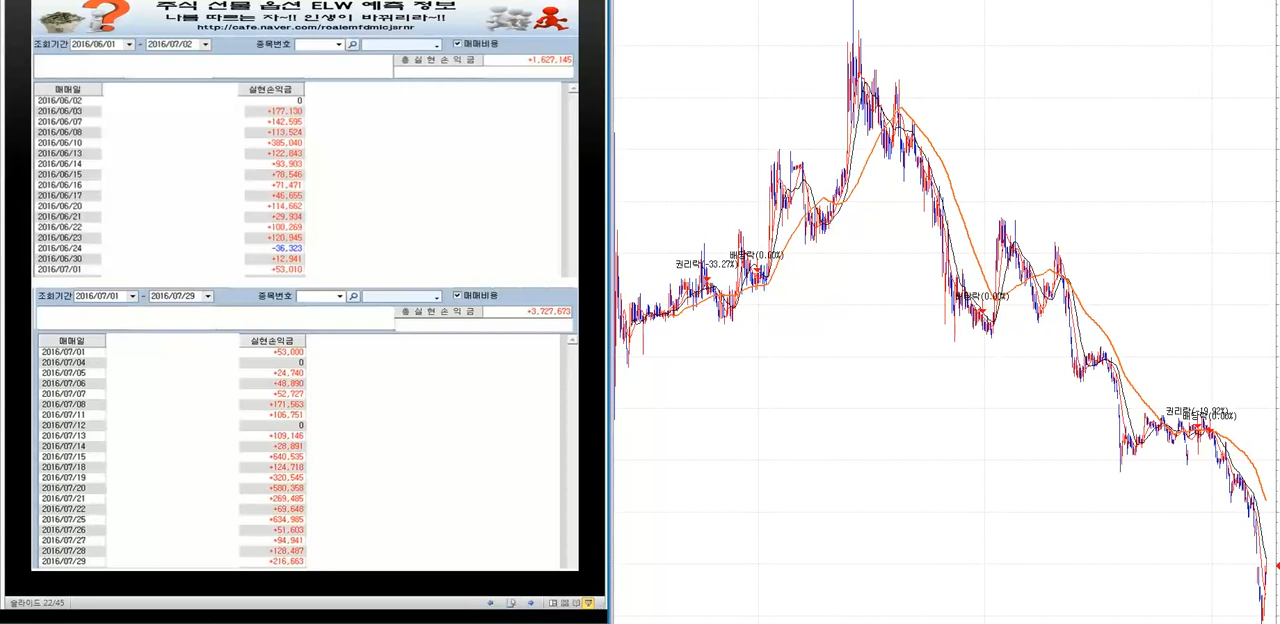 주식 선물 옵션 ELW 예측 정보
나를 따르는 자~!! 인생이 바뀌리라~!!
http://cafe.naver.com/roalemfdmlcjsrnr
조회기간 2016/06/01 - 2016/07/02 종목번호 매매비용
총 실 현 손 익 금 +1,627,145
매매일 실현손익금
2016/06/02 0
2016/06/03 +177,130
2016/06/07 +142,595
2016/06/08 +113,524
2016/06/10 +385,040
2016/06/13 +122,843
2016/06/14 +93,903
2016/06/15 +78,546
2016/06/16 +71,471
2016/06/17 +46,655
2016/06/20 +114,662
2016/06/21 +29,934
2016/06/22 +100,269
2016/06/23 +120,945
2016/06/24 -36,323
2016/06/30 +12,941
2016/07/01 +53,010
조회기간 2016/07/01 - 2016/07/29 종목번호 매매비용
총 실 현 손 익 금 +3,727,673
매매일 실현손익금
2016/07/01 +53,000
2016/07/04 0
2016/07/05 +24,740
2016/07/06 +48,890
2016/07/07 +52,727
2016/07/08 +171,563
2016/07/11 +106,751
2016/07/12 0
2016/07/13 +109,146
2016/07/14 +28,891
2016/07/15 +640,535
2016/07/18 +124,718
2016/07/19 +320,545
2016/07/20 +580,358
2016/07/21 +269,485
2016/07/22 +69,648
2016/07/25 +634,985
2016/07/26 +51,603
2016/07/27 +94,941
2016/07/28 +128,487
2016/07/29 +216,663
슬라이드 22/45
배당락(0.00%)
권리락(-33.27%)
배당락(0.00%)
배당락(0.00%)